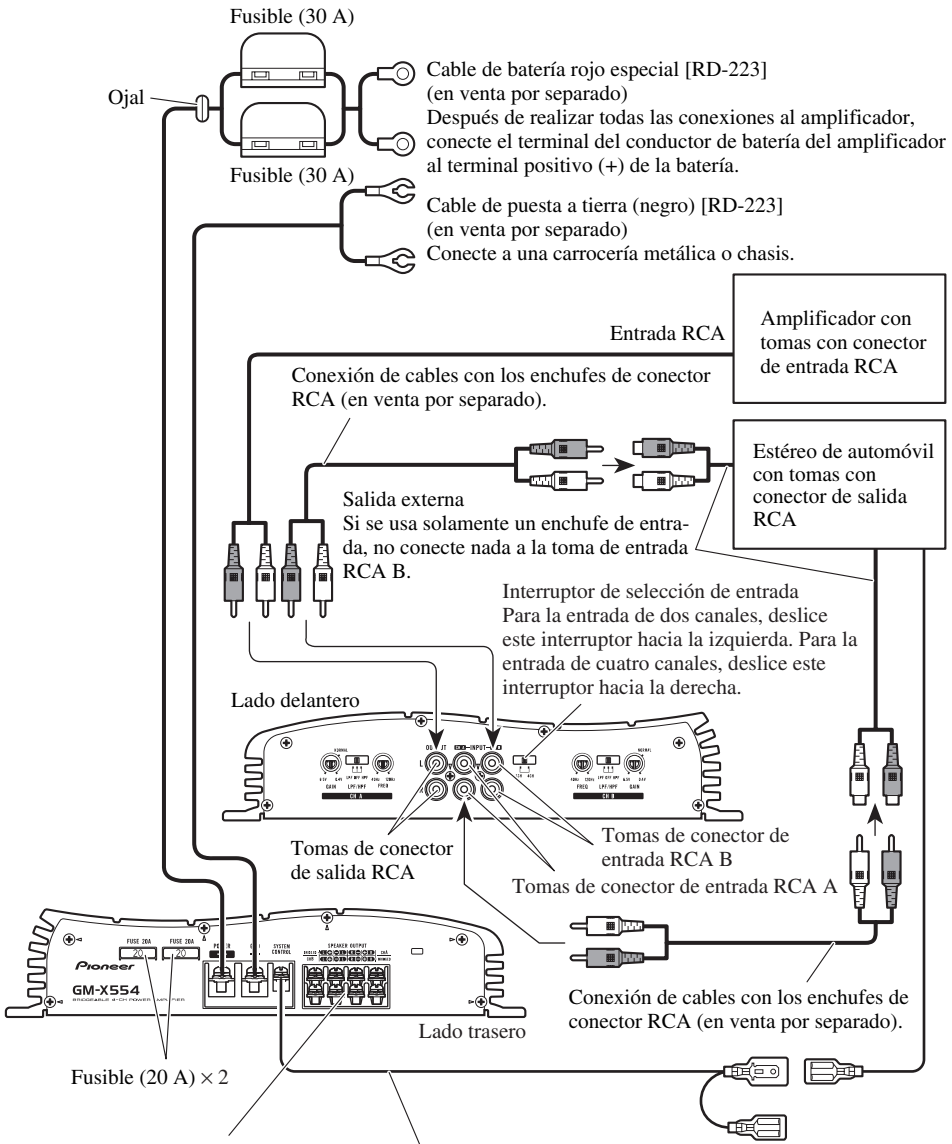 Fusible (30 A)
Ojal
Cable de batería rojo especial [RD-223]
(en venta por separado)
Después de realizar todas las conexiones al amplificador,
conecte el terminal del conductor de batería del amplificador
al terminal positivo (+) de la batería.
Fusible (30 A)
Cable de puesta a tierra (negro) [RD-223]
(en venta por separado)
Conecte a una carrocería metálica o chasis.
Entrada RCA
Amplificador con
tomas con conector
de entrada RCA
Conexión de cables con los enchufes de conector
RCA (en venta por separado).
Estéreo de automóvil
con tomas con
conector de salida
RCA
Salida externa
Si se usa solamente un enchufe de entra-
da, no conecte nada a la toma de entrada
RCA B.
Interruptor de selección de entrada
Para la entrada de dos canales, deslice
este interruptor hacia la izquierda. Para la
entrada de cuatro canales, deslice este
interruptor hacia la derecha.
Lado delantero
NORMAL
INPUT
NORMAL
L
GAIN LPF/HPF FREQ
FREQ LPF/HPF GAIN
CH A
CH B
Tomas de conector
de salida RCA
Tomas de conector de
entrada RCA B
Tomas de conector de entrada RCA A
FUSE 20A FUSE 20A
20 20
SYSTEM
CONTROL
SPEAKER OUTPUT
Pioneer
GM-X554
BRIDGEABLE 4-CH POWER AMPLIFIER
Lado trasero
Conexión de cables con los enchufes de
conector RCA (en venta por separado).
Fusible (20 A) × 2